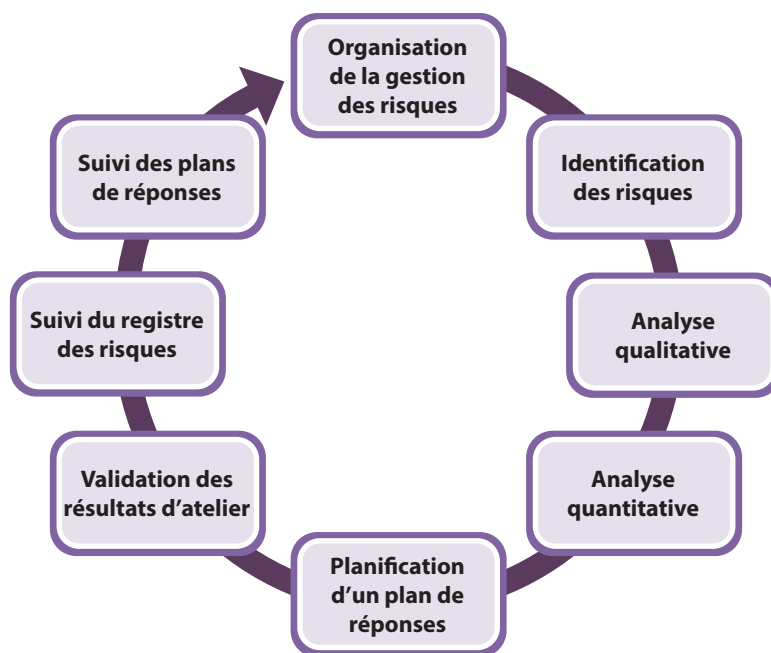 Organisation
de la gestion
des risques
Identification
des risques
Analyse
qualitative
Analyse
quantitative
Planification
d’un plan de
réponses
Validation des
résultats d’atelier
Suivi du registre
des risques
Suivi des plans
de réponses